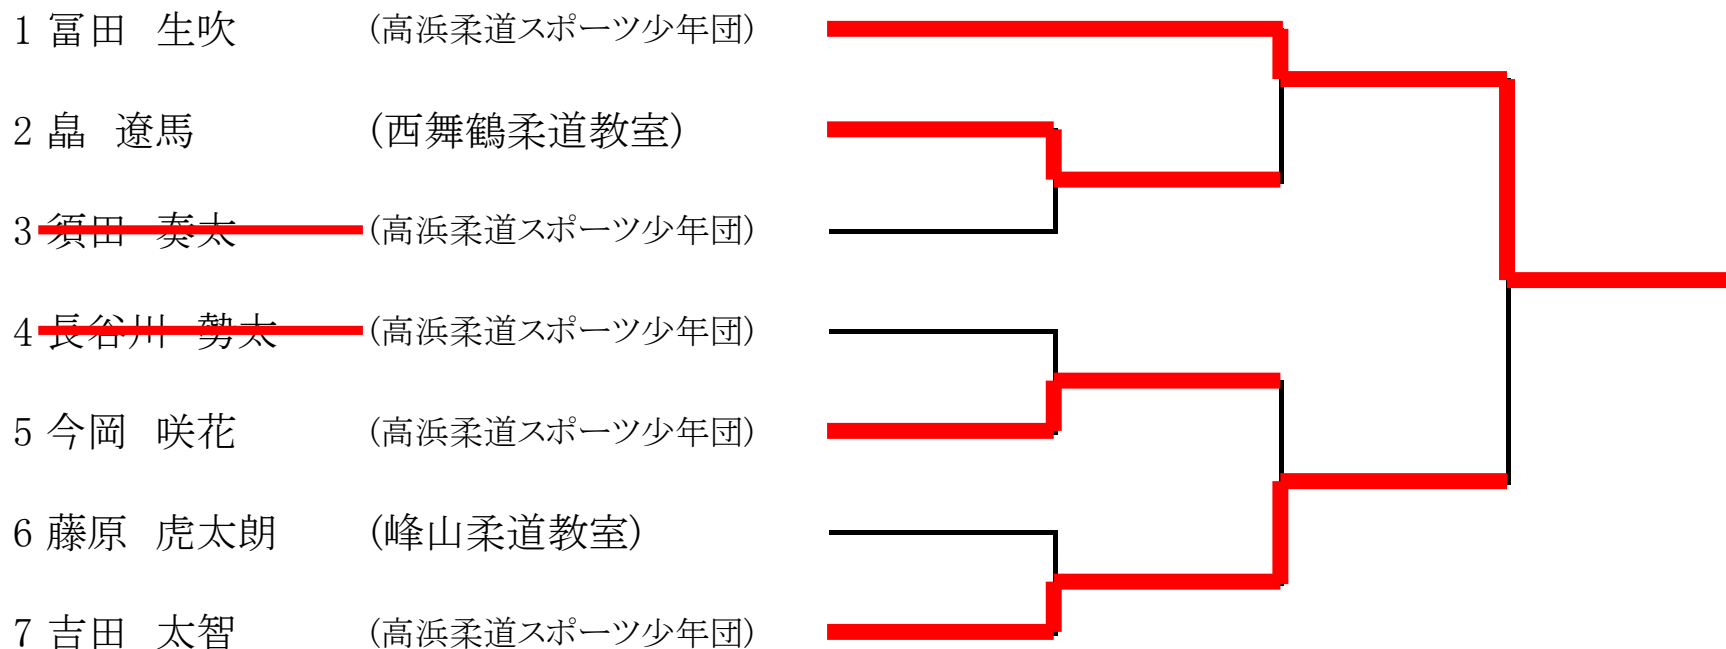 1 冨田　生吹 (高浜柔道スポーツ少年団)
2 畠　遼馬 (西舞鶴柔道教室)
3 須田　奏太 (高浜柔道スポーツ少年団)
4 長谷川　勢太 (高浜柔道スポーツ少年団)
5 今岡　咲花 (高浜柔道スポーツ少年団)
6 藤原　虎太朗 (峰山柔道教室)
7 吉田　太智 (高浜柔道スポーツ少年団)